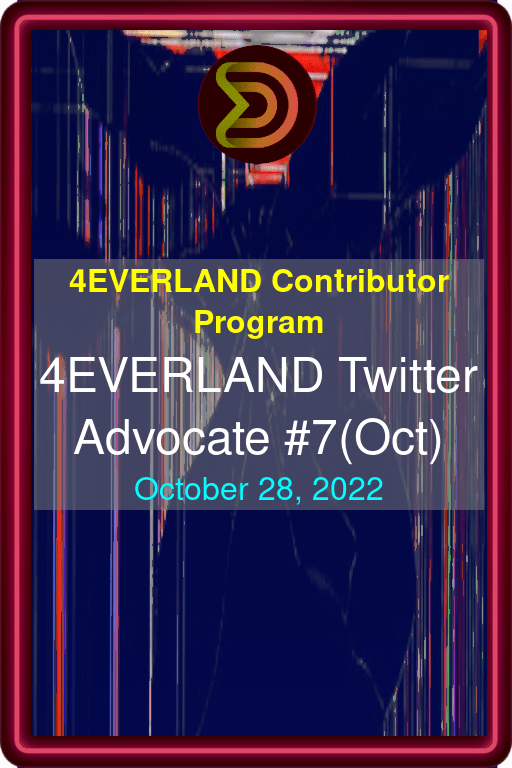 4EVERLAND Contributor
Program
4EVERLAND Twitter
Advocate #7(Oct)
October 28, 2022